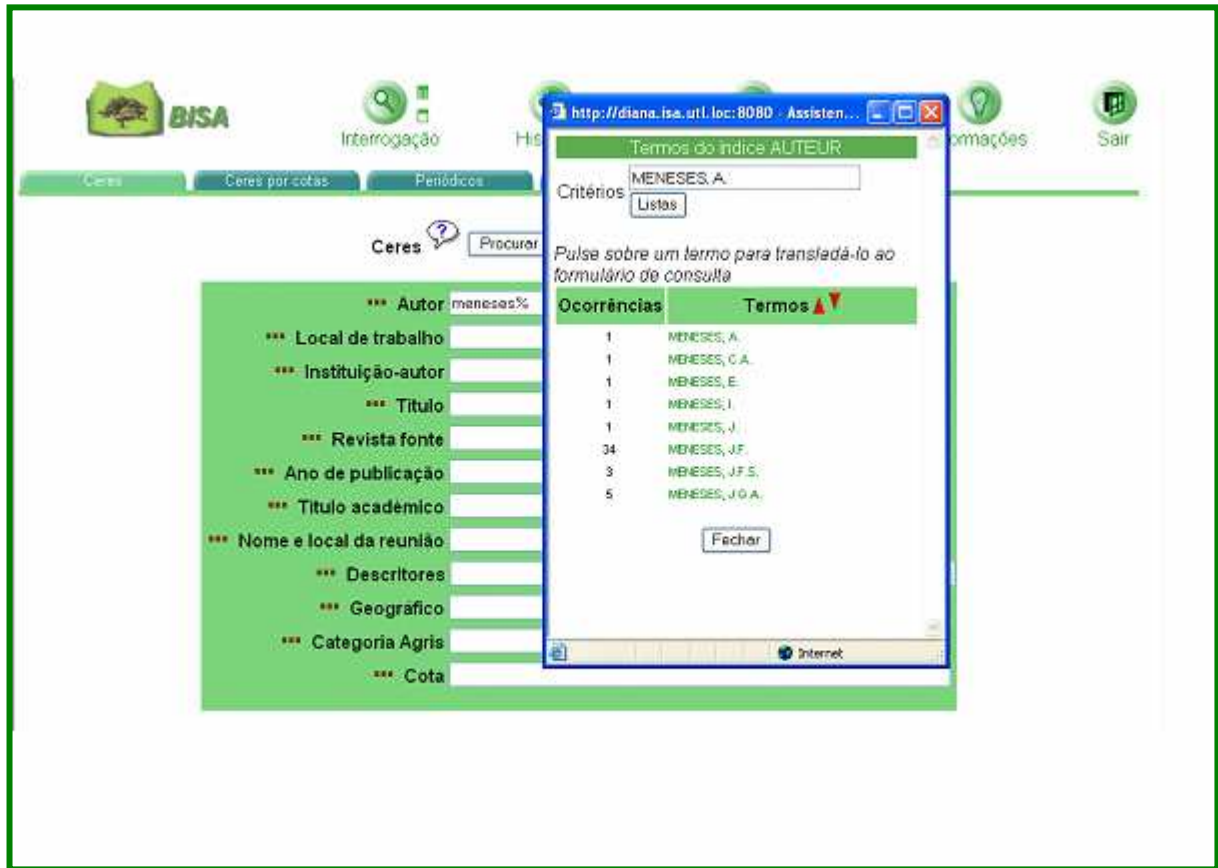 BISA
Interrogação
Sair
Ceres
Ceres por cotas
Periódicos
Ceres
Procurar
Autor meneses%
Local de trabalho
Instituição-autor
Título
Revista fonte
Ano de publicação
Título académico
Nome e local da reunião
Descritores
Geográfico
Categoria Agris
Cota
http://diana.isa.utl.loc:8080 - Assisten...
Termos do índice AUTEUR
Critérios MENESES, A.
Listas
Pulse sobre um termo para transladá-lo ao
formulário de consulta
Ocorrências Termos
1 MENESES, A.
1 MENESES, C.A.
1 MENESES, E.
1 MENESES, I.
1 MENESES, J.
34 MENESES, J.F.
3 MENESES, J.F.S.
5 MENESES, J.G.A.
Fechar
Internet